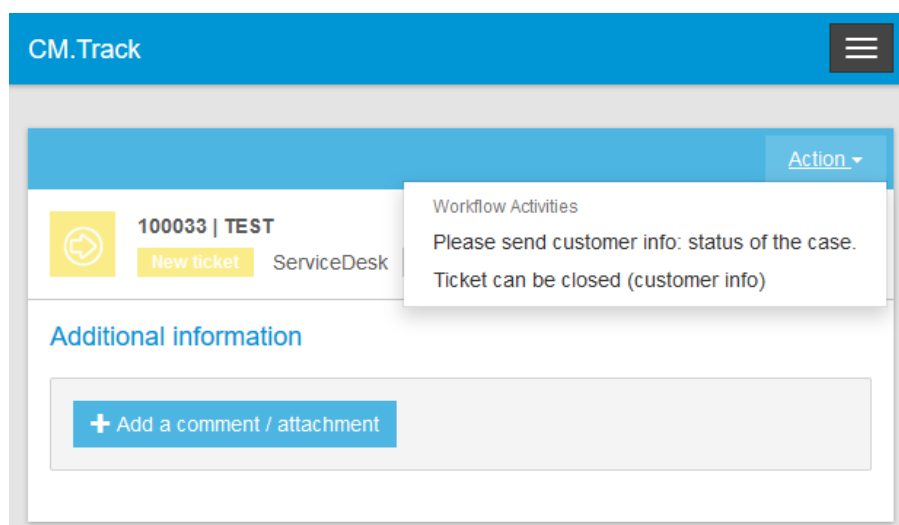 CM.Track
Action
Workflow Activities
Please send customer info: status of the case.
Ticket can be closed (customer info)
100033 | TEST
New ticket ServiceDesk
Additional information
Add a comment / attachment